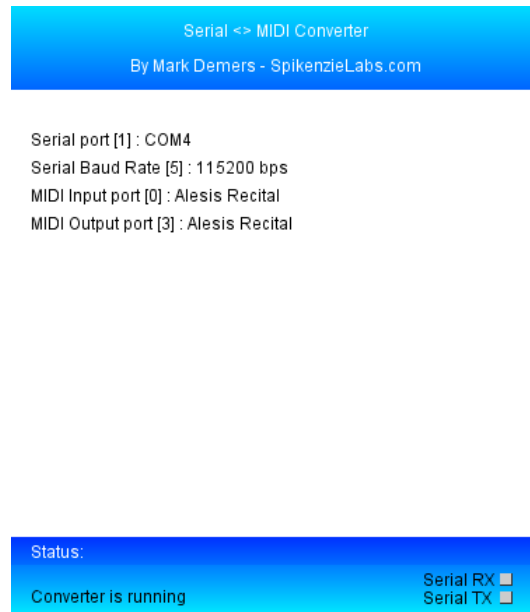 Serial <> MIDI Converter
By Mark Demers - SpikenzieLabs.com
Serial port [1] : COM4
Serial Baud Rate [5] : 115200 bps
MIDI Input port [0] : Alesis Recital
MIDI Output port [3] : Alesis Recital
Status:
Serial RX
Converter is running Serial TX